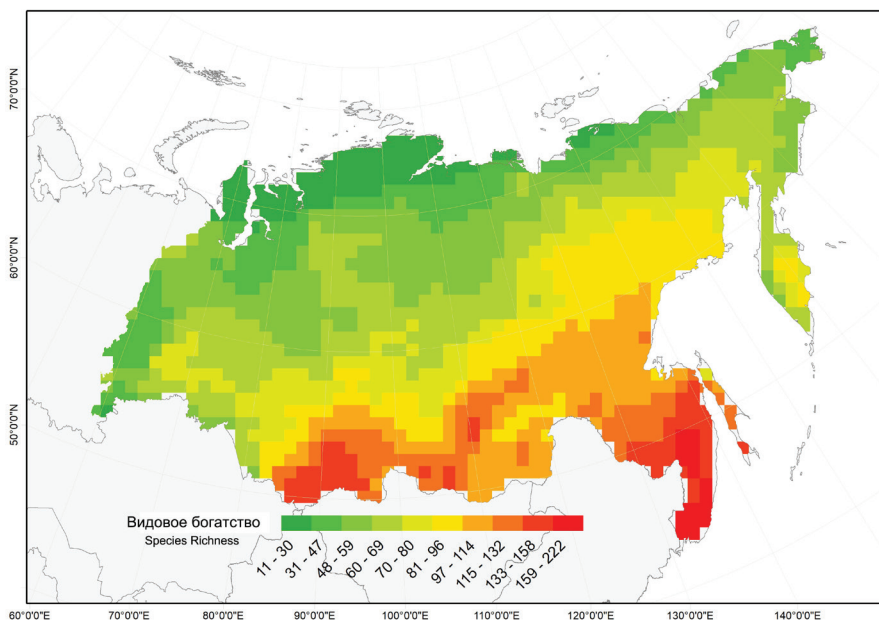 70°0'0"N
60°0'0"N
50°0'0"N
Видовое богатство
Species Richness
11 - 30
31 - 47
48 - 59
60 - 69
70 - 80
81 - 96
97 - 114
115 - 132
133 - 158
159 - 222
60°0'0"E
70°0'0"E
80°0'0"E
90°0'0"E
100°0'0"E
110°0'0"E
120°0'0"E
130°0'0"E
140°0'0"E